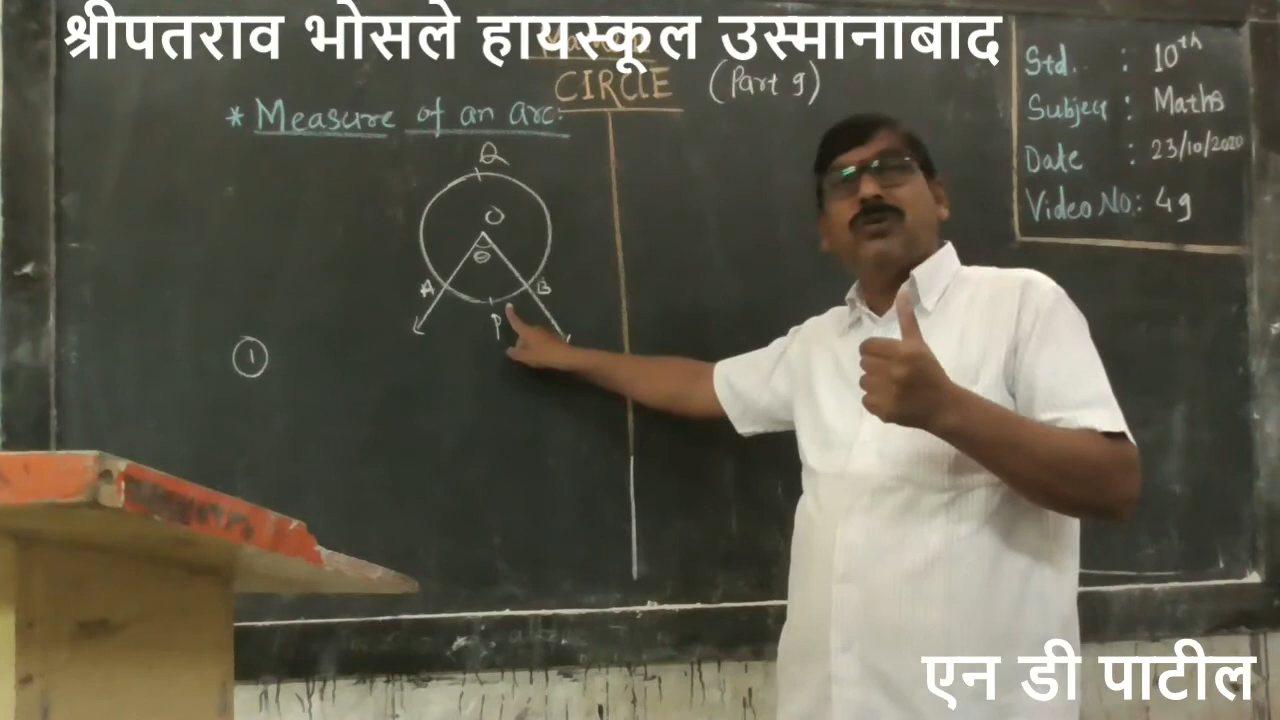 श्रीपतराव भोसले हायस्कूल उस्मानाबाद
CIRCLE (Part 9)
* Measure of an arc:
Std. : 10th
Subject : Maths
Date : 23/10/2020
Video No: 49
Q
O
θ
A B
P
1
एन डी पाटील